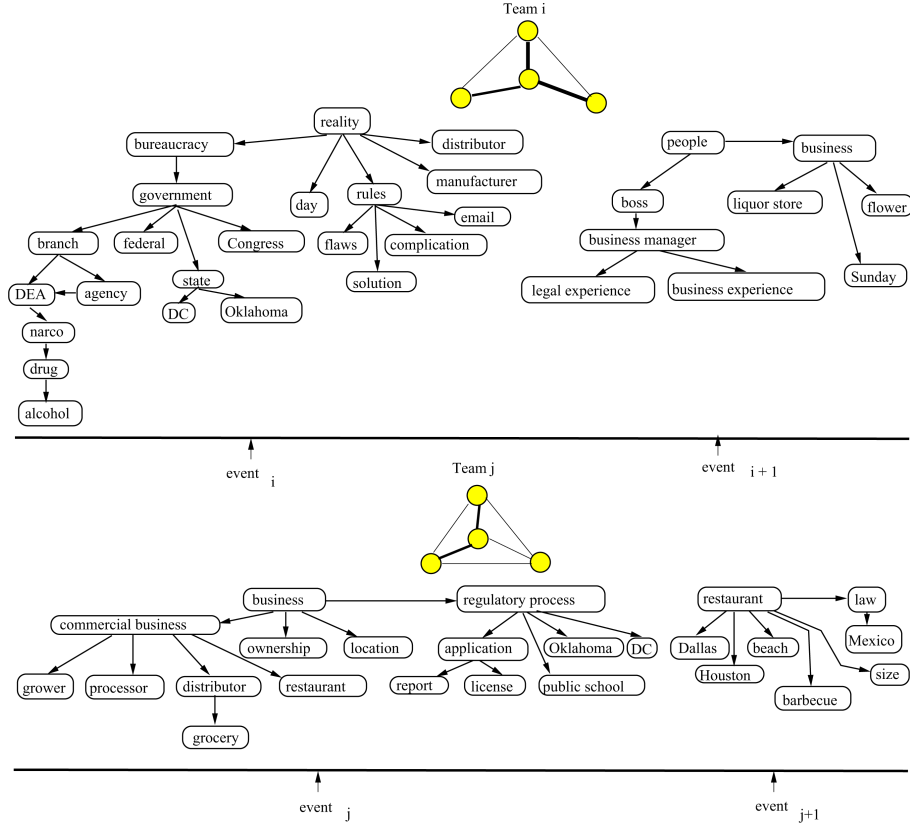 Team i
reality
bureaucracy
distributor
people
business
manufacturer
government
day
rules
boss
liquor store
flower
email
branch
federal
Congress
flaws
complication
business manager
state
solution
Sunday
DEA
agency
legal experience
business experience
DC
Oklahoma
narco
drug
alcohol
event i
event i + 1
Team j
business
regulatory process
restaurant
law
commercial business
ownership
location
application
Oklahoma
DC
Dallas
beach
Mexico
grower
processor
distributor
restaurant
report
license
public school
Houston
size
barbecue
grocery
event j
event j+1